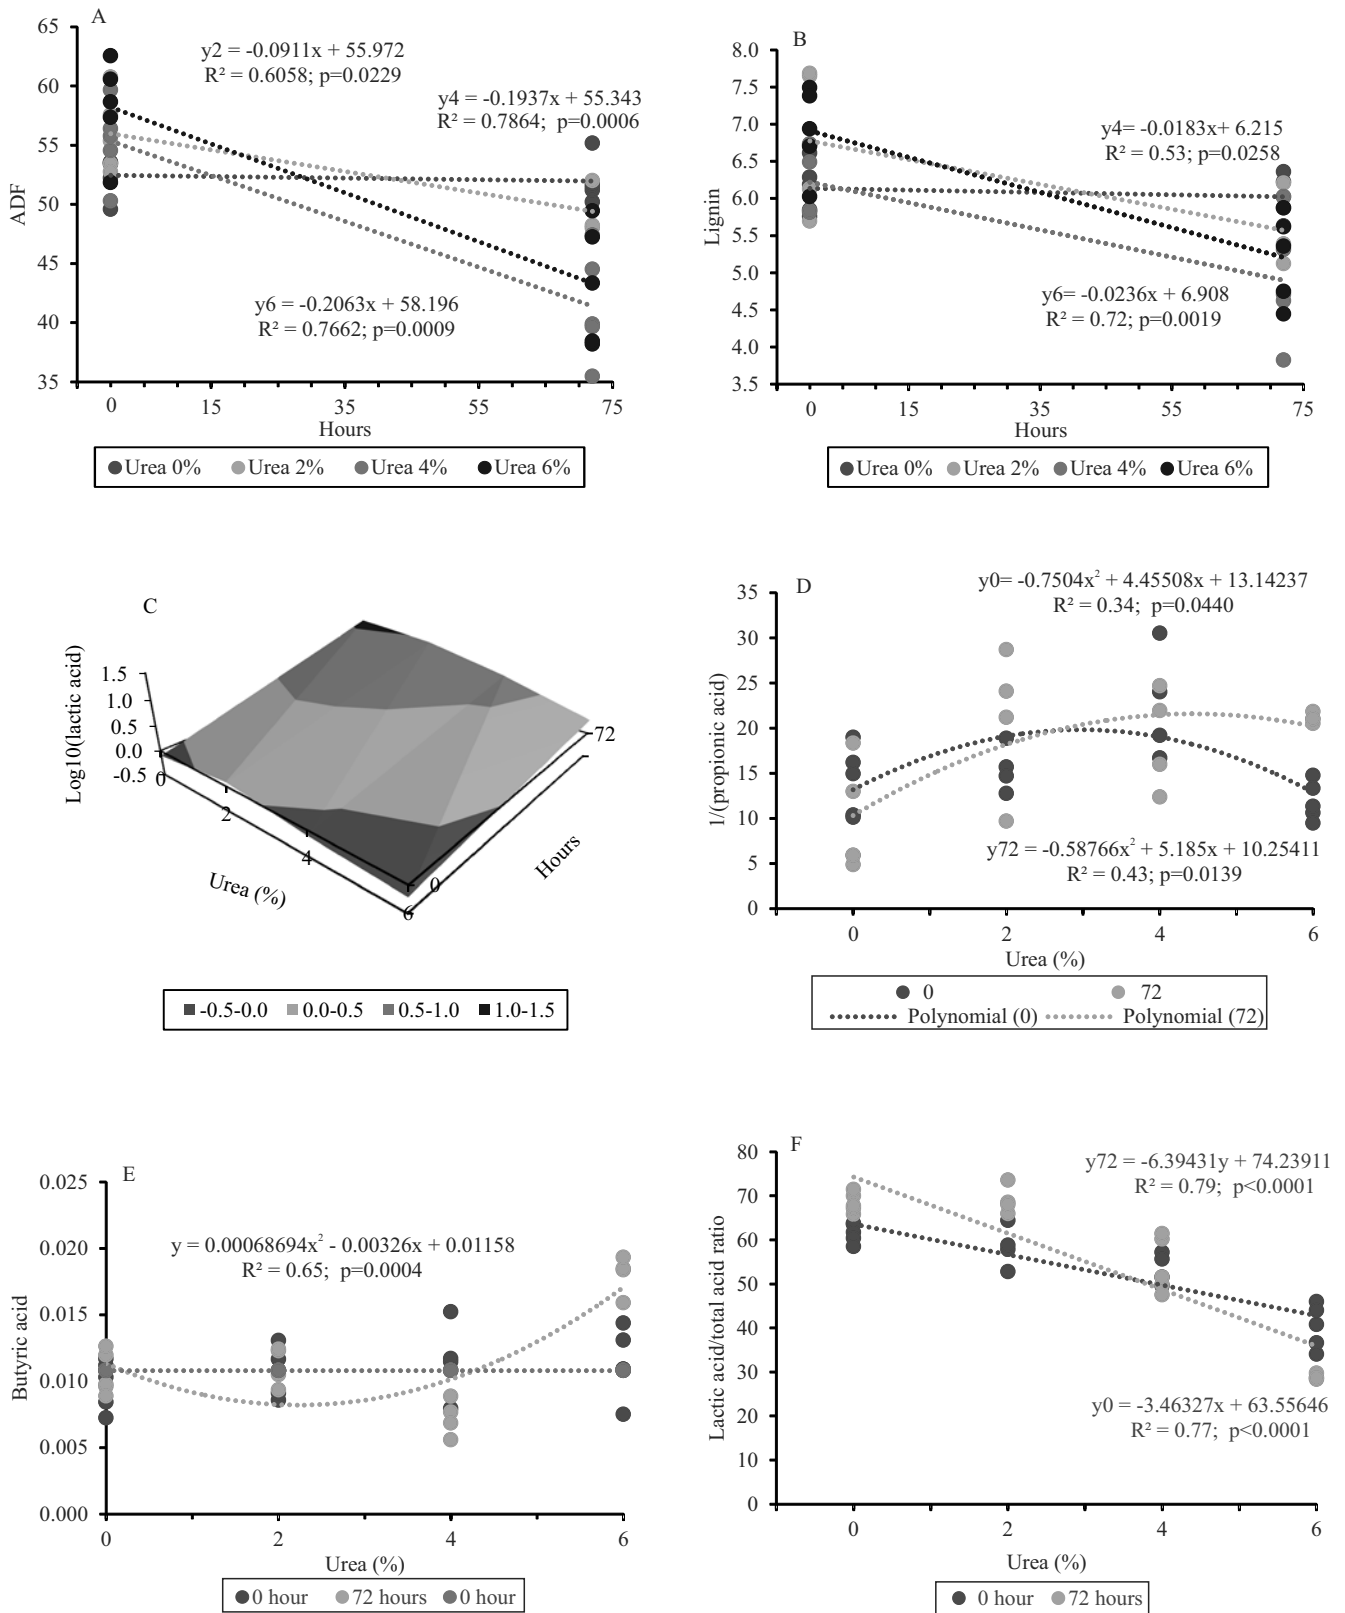 A
65
60
55
50
45
40
35
ADF
y2 = -0.0911x + 55.972
R² = 0.6058; p=0.0229
y4 = -0.1937x + 55.343
R² = 0.7864; p=0.0006
y6 = -0.2063x + 58.196
R² = 0.7662; p=0.0009
0 15 35 55 75
Hours
Urea 0% Urea 2% Urea 4% Urea 6%
B
8.0
7.5
7.0
6.5
6.0
5.5
5.0
4.5
4.0
3.5
Lignin
y4= -0.0183x+ 6.215
R² = 0.53; p=0.0258
y6= -0.0236x + 6.908
R² = 0.72; p=0.0019
0 15 35 55 75
Hours
Urea 0% Urea 2% Urea 4% Urea 6%
C
Log10(lactic acid)
1.5
1.0
0.5
0.0
-0.5
0
2
4
6
Urea (%)
0
72
Hours
-0.5-0.0 0.0-0.5 0.5-1.0 1.0-1.5
D
35
30
25
20
15
10
5
0
1/(propionic acid)
y0= -0.7504x² + 4.45508x + 13.14237
R² = 0.34; p=0.0440
y72 = -0.58766x² + 5.185x + 10.25411
R² = 0.43; p=0.0139
0 2 4 6
Urea (%)
0 72
Polynomial (0) Polynomial (72)
E
0.025
0.020
0.015
0.010
0.005
0.000
Butyric acid
y = 0.00068694x² - 0.00326x + 0.01158
R² = 0.65; p=0.0004
0 2 4 6
Urea (%)
0 hour 72 hours 0 hour
F
80
70
60
50
40
30
20
10
0
Lactic acid/total acid ratio
y72 = -6.39431y + 74.23911
R² = 0.79; p<0.0001
y0 = -3.46327x + 63.55646
R² = 0.77; p<0.0001
0 2 4 6
Urea (%)
0 hour 72 hours